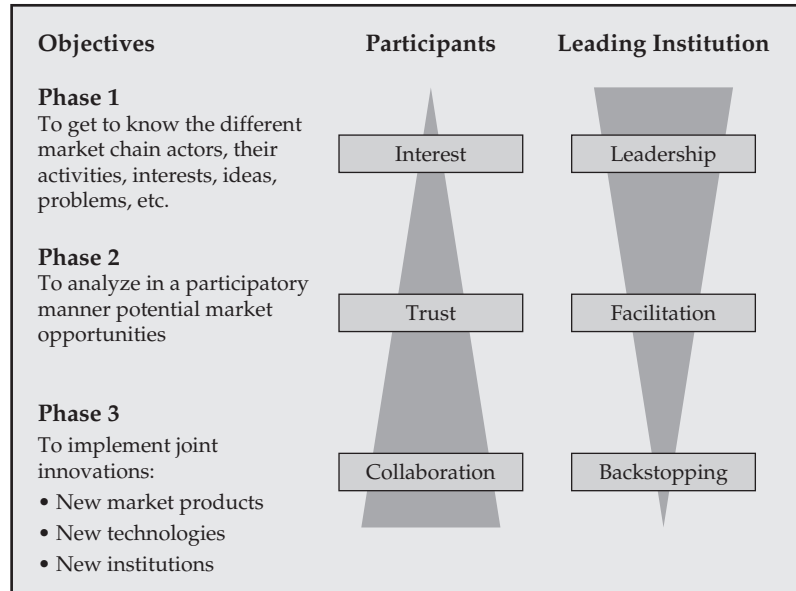 Objectives
Participants
Leading Institution
Phase 1
To get to know the different
market chain actors, their
activities, interests, ideas,
problems, etc.
Interest
Leadership
Phase 2
To analyze in a participatory
manner potential market
opportunities
Trust
Facilitation
Phase 3
To implement joint
innovations:
• New market products
• New technologies
• New institutions
Collaboration
Backstopping